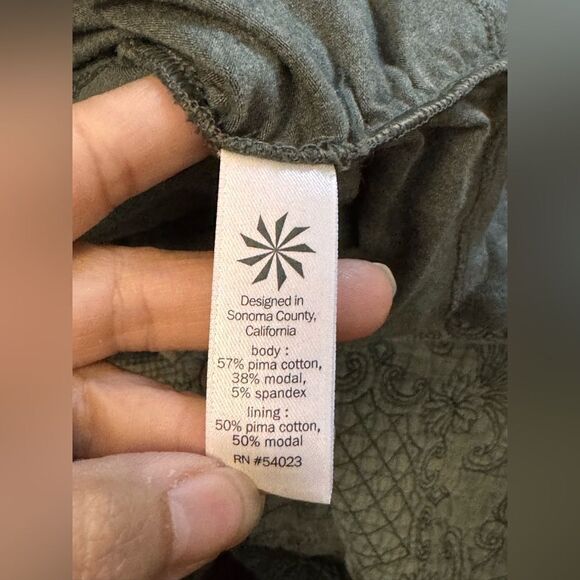 Designed in
Sonoma County,
California
body :
57% pima cotton,
38% modal,
5% spandex
lining :
50% pima cotton,
50% modal
RN #54023